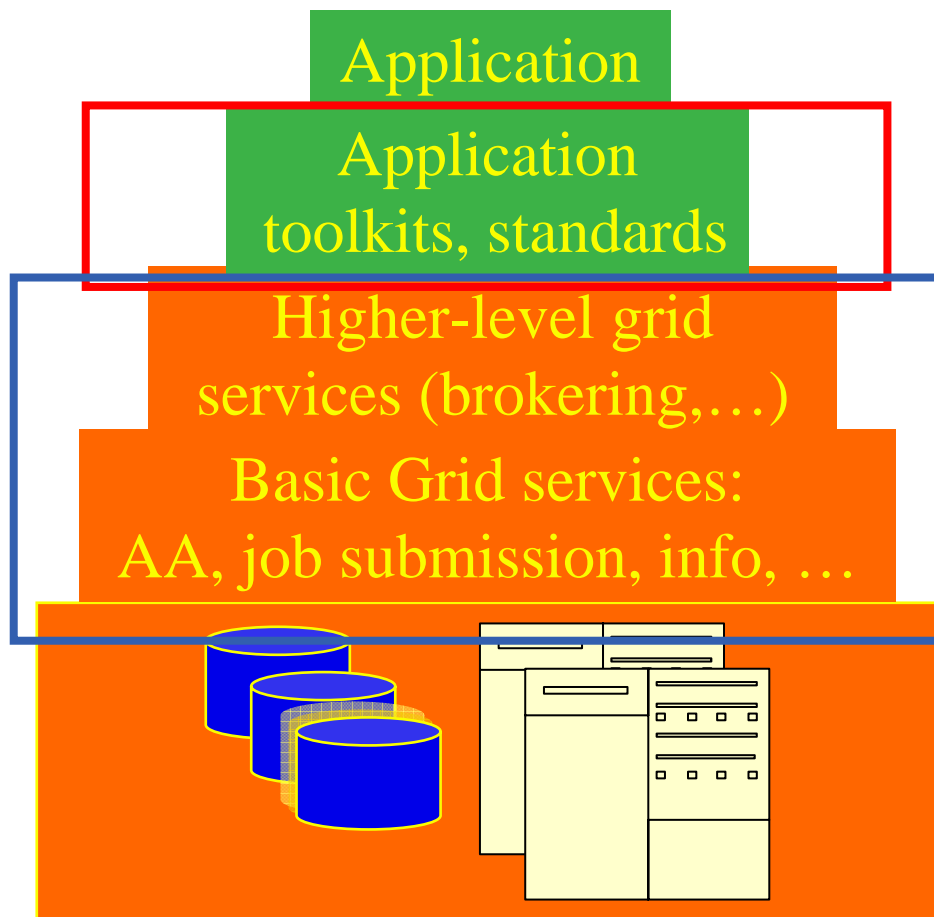 Application
Application
toolkits, standards
Higher-level grid
services (brokering,…)
Basic Grid services:
AA, job submission, info, …